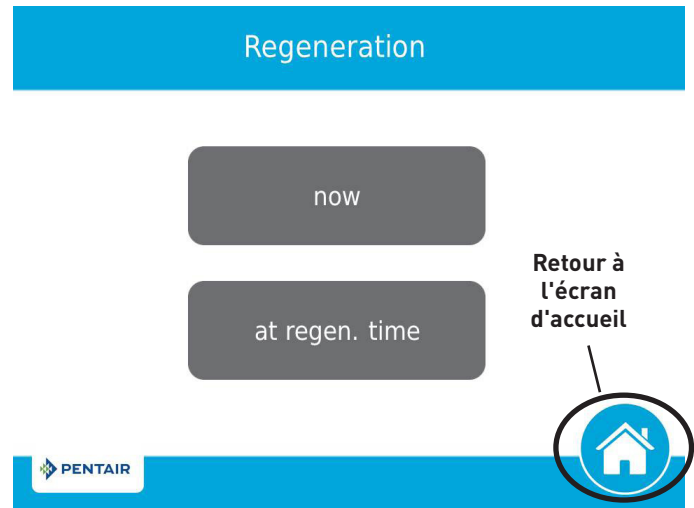 Regeneration
now
at regen. time
Retour à
l'écran
d'accueil
PENTAIR